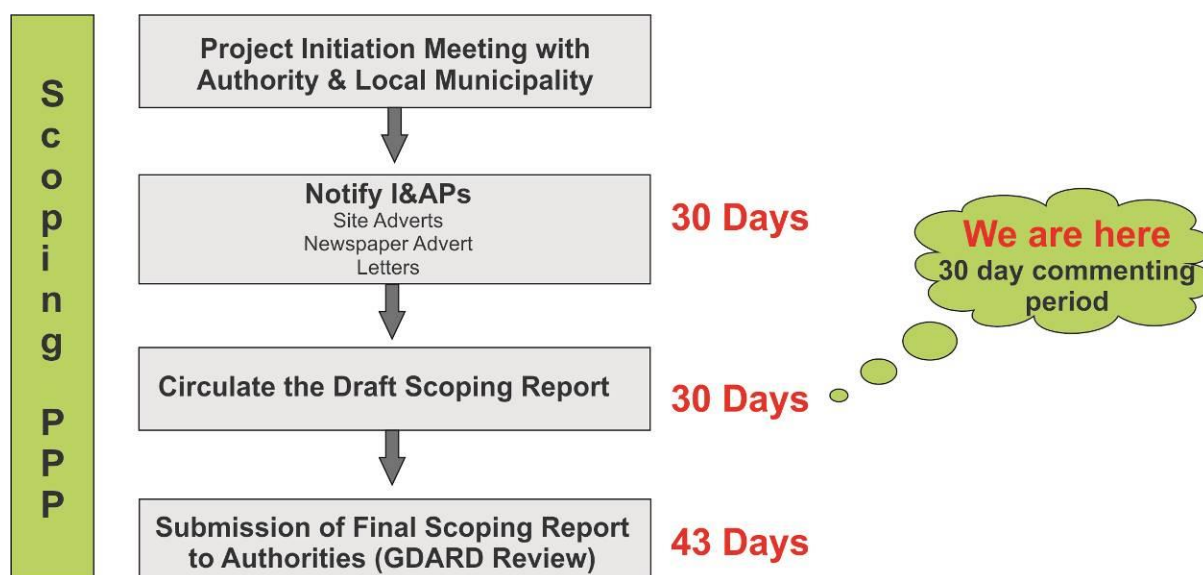 Scoping PPP
Project Initiation Meeting with
Authority & Local Municipality
Notify I&APs
Site Adverts
Newspaper Advert
Letters
30 Days
We are here
30 day commenting
period
Circulate the Draft Scoping Report
30 Days
Submission of Final Scoping Report
to Authorities (GDARD Review)
43 Days